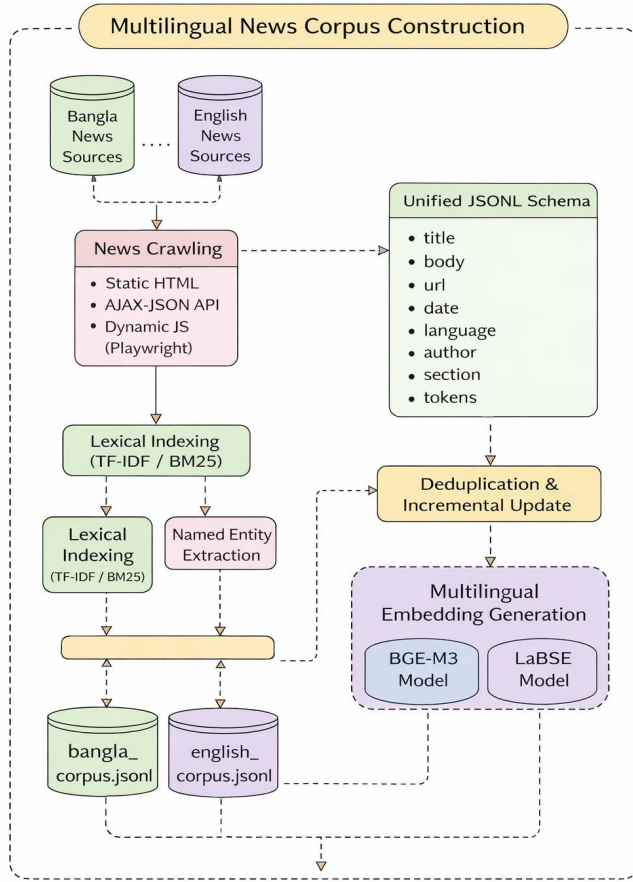 Multilingual News Corpus Construction
Bangla
News
Sources
....
English
News
Sources
News Crawling
• Static HTML
• AJAX-JSON API
• Dynamic JS
(Playwright)
Unified JSONL Schema
• title
• body
• url
• date
• language
• author
• section
• tokens
Lexical Indexing
(TF-IDF / BM25)
Lexical
Indexing
(TF-IDF / BM25)
Named Entity
Extraction
Deduplication &
Incremental Update
Multilingual
Embedding Generation
BGE-M3
Model
LaBSE
Model
bangla_
corpus.jsonl
english_
corpus.jsonl